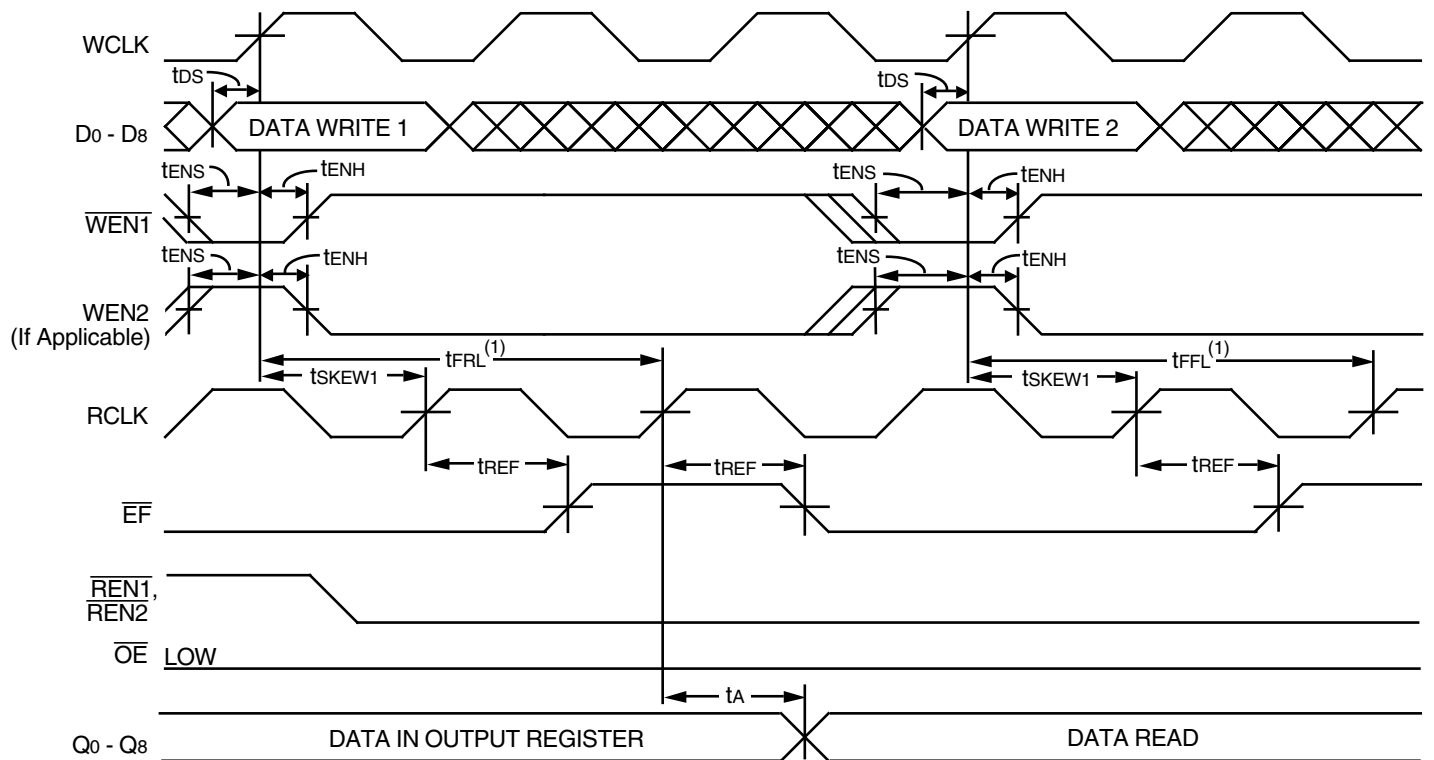 WCLK
tDS tDS
D0 - D8 DATA WRITE 1 DATA WRITE 2
tENS tENH tENS tENH
WEN1
tENS tENH tENS tENH
WEN2
(If Applicable)
tFRL(1) tFFL(1)
tSKEW1 tSKEW1
RCLK
tREF tREF tREF
EF
REN1,
REN2
OE LOW
tA
Q0 - Q8 DATA IN OUTPUT REGISTER DATA READ